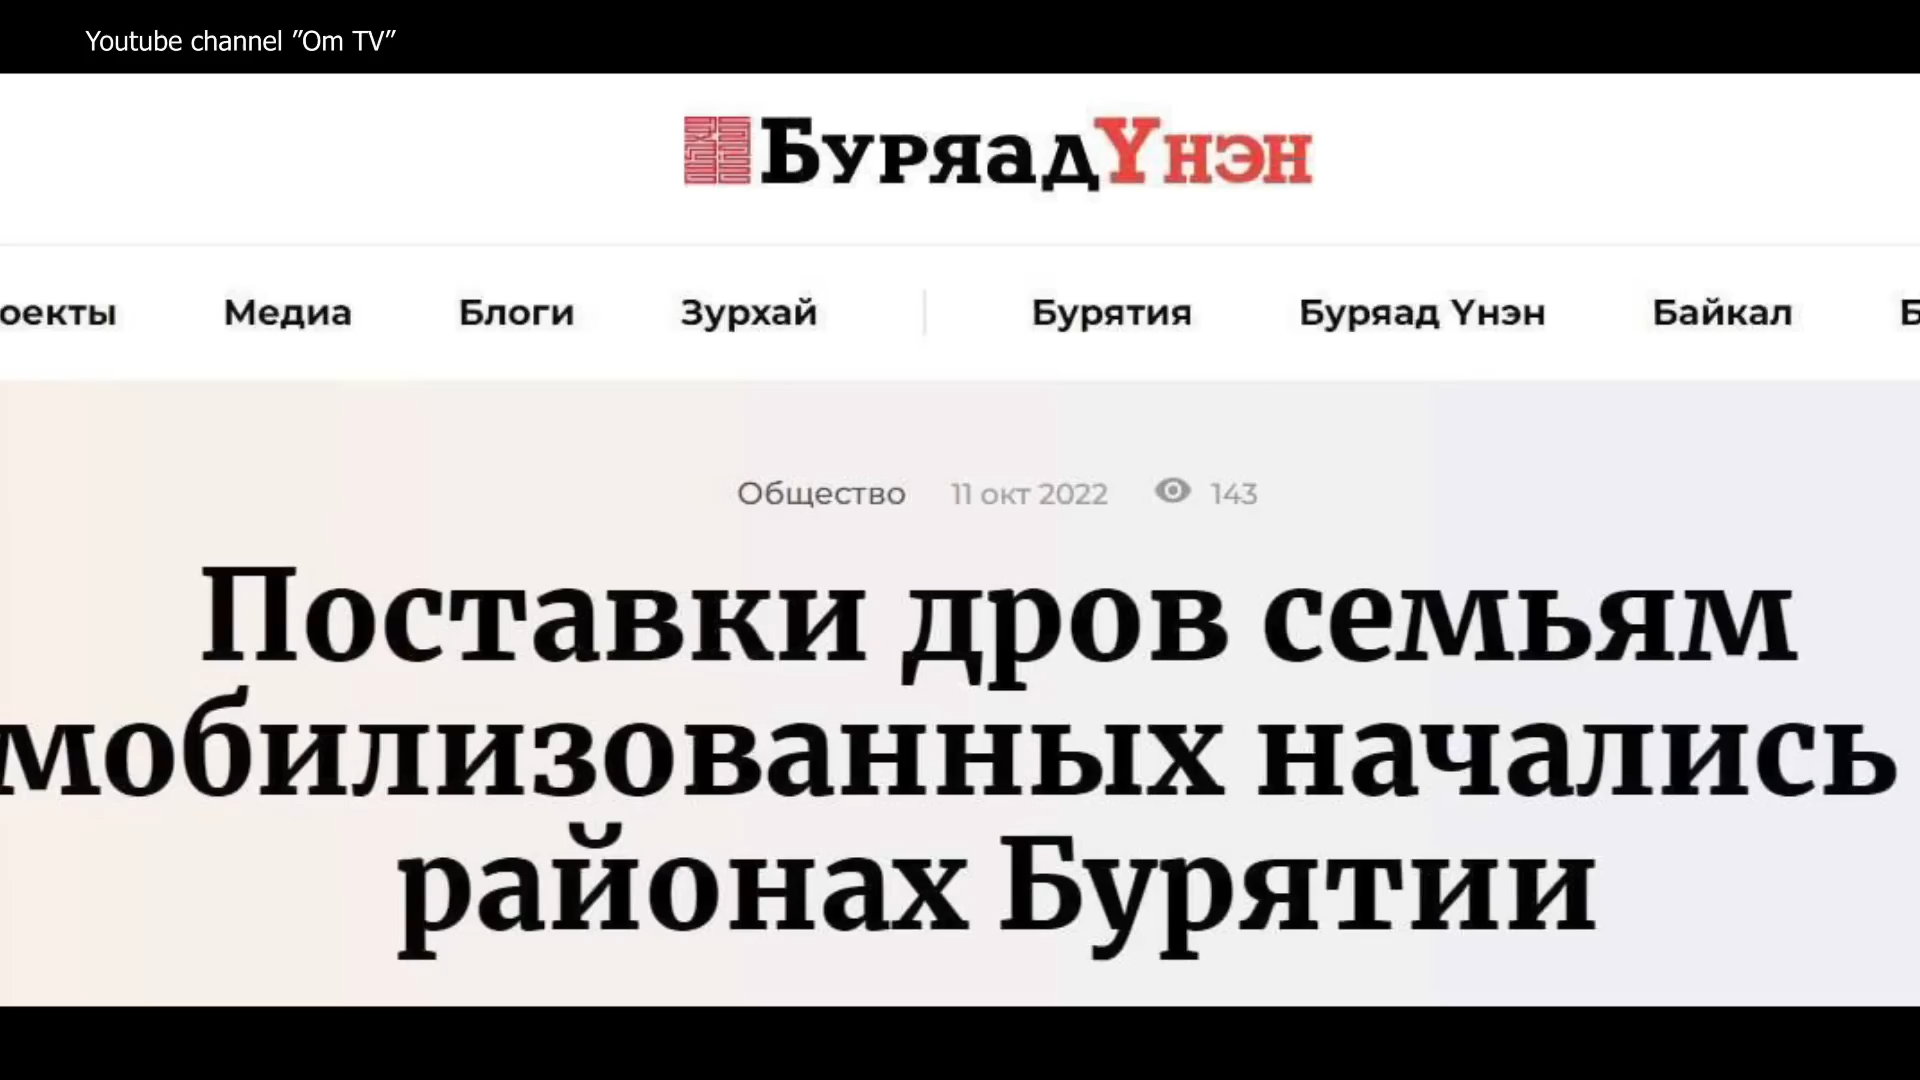 Youtube channel "Om TV"
БуряадҮнэн
оекты Медиа Блоги Зурхай Бурятия Буряад Үнэн Байкал Б
Общество 11 окт 2022 143
Поставки дров семьям
мобилизованных начались
районах Бурятии